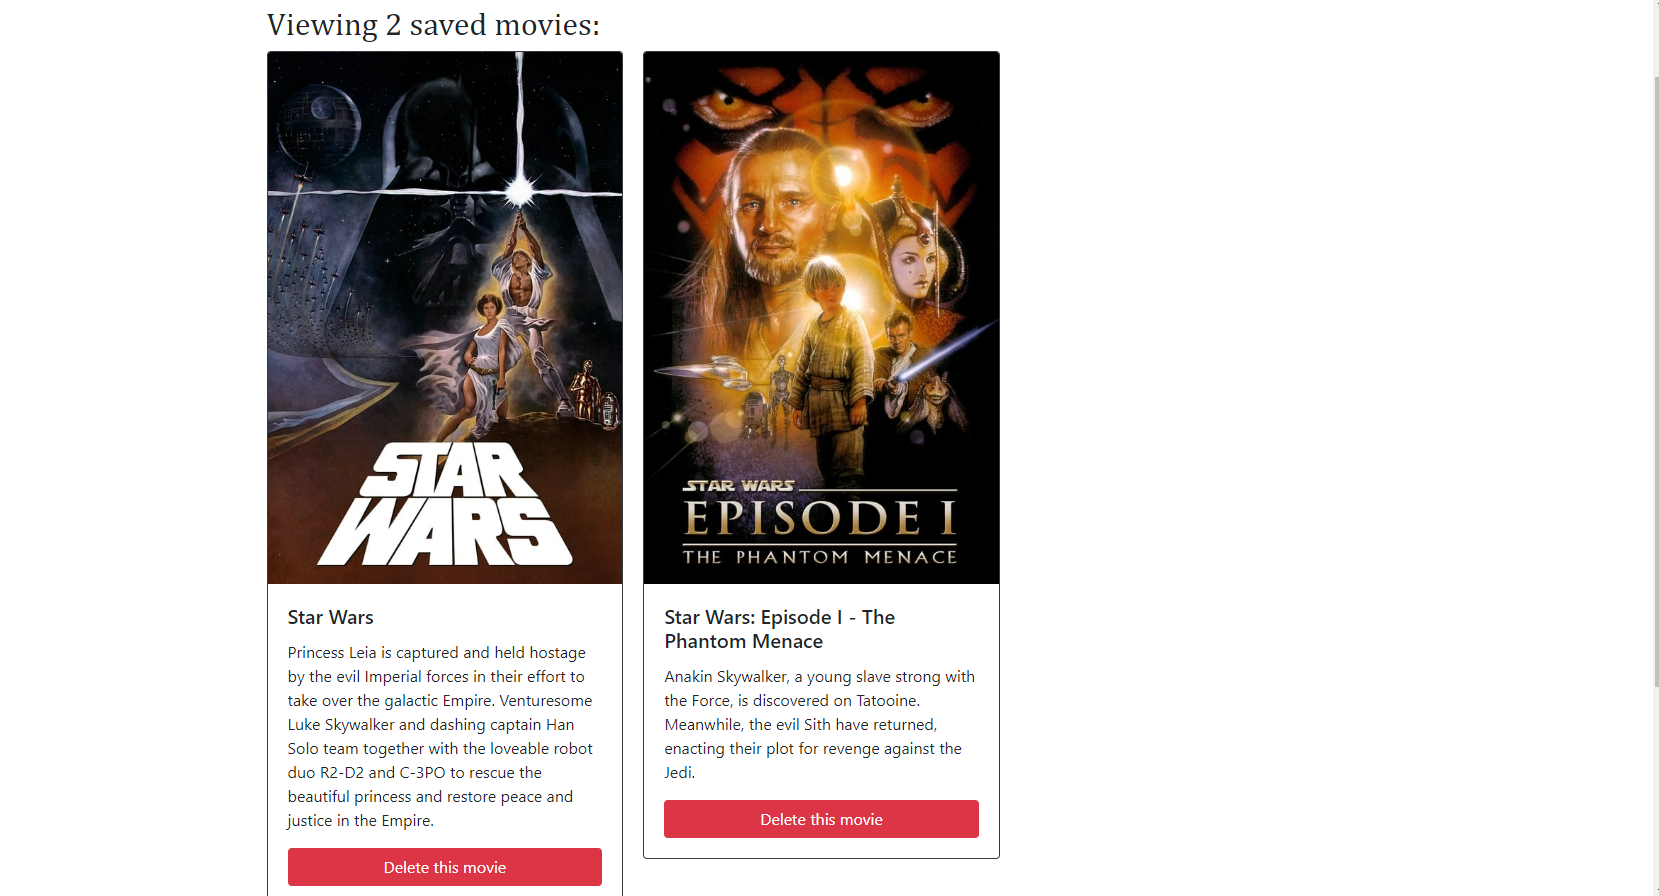 Viewing 2 saved movies:
STAR
WARS
Star Wars
Princess Leia is captured and held hostage
by the evil Imperial forces in their effort to
take over the galactic Empire. Venturesome
Luke Skywalker and dashing captain Han
Solo team together with the loveable robot
duo R2-D2 and C-3PO to rescue the
beautiful princess and restore peace and
justice in the Empire.
Delete this movie
STAR WARS
EPISODE I
THE PHANTOM MENACE
Star Wars: Episode I - The
Phantom Menace
Anakin Skywalker, a young slave strong with
the Force, is discovered on Tatooine.
Meanwhile, the evil Sith have returned,
enacting their plot for revenge against the
Jedi.
Delete this movie